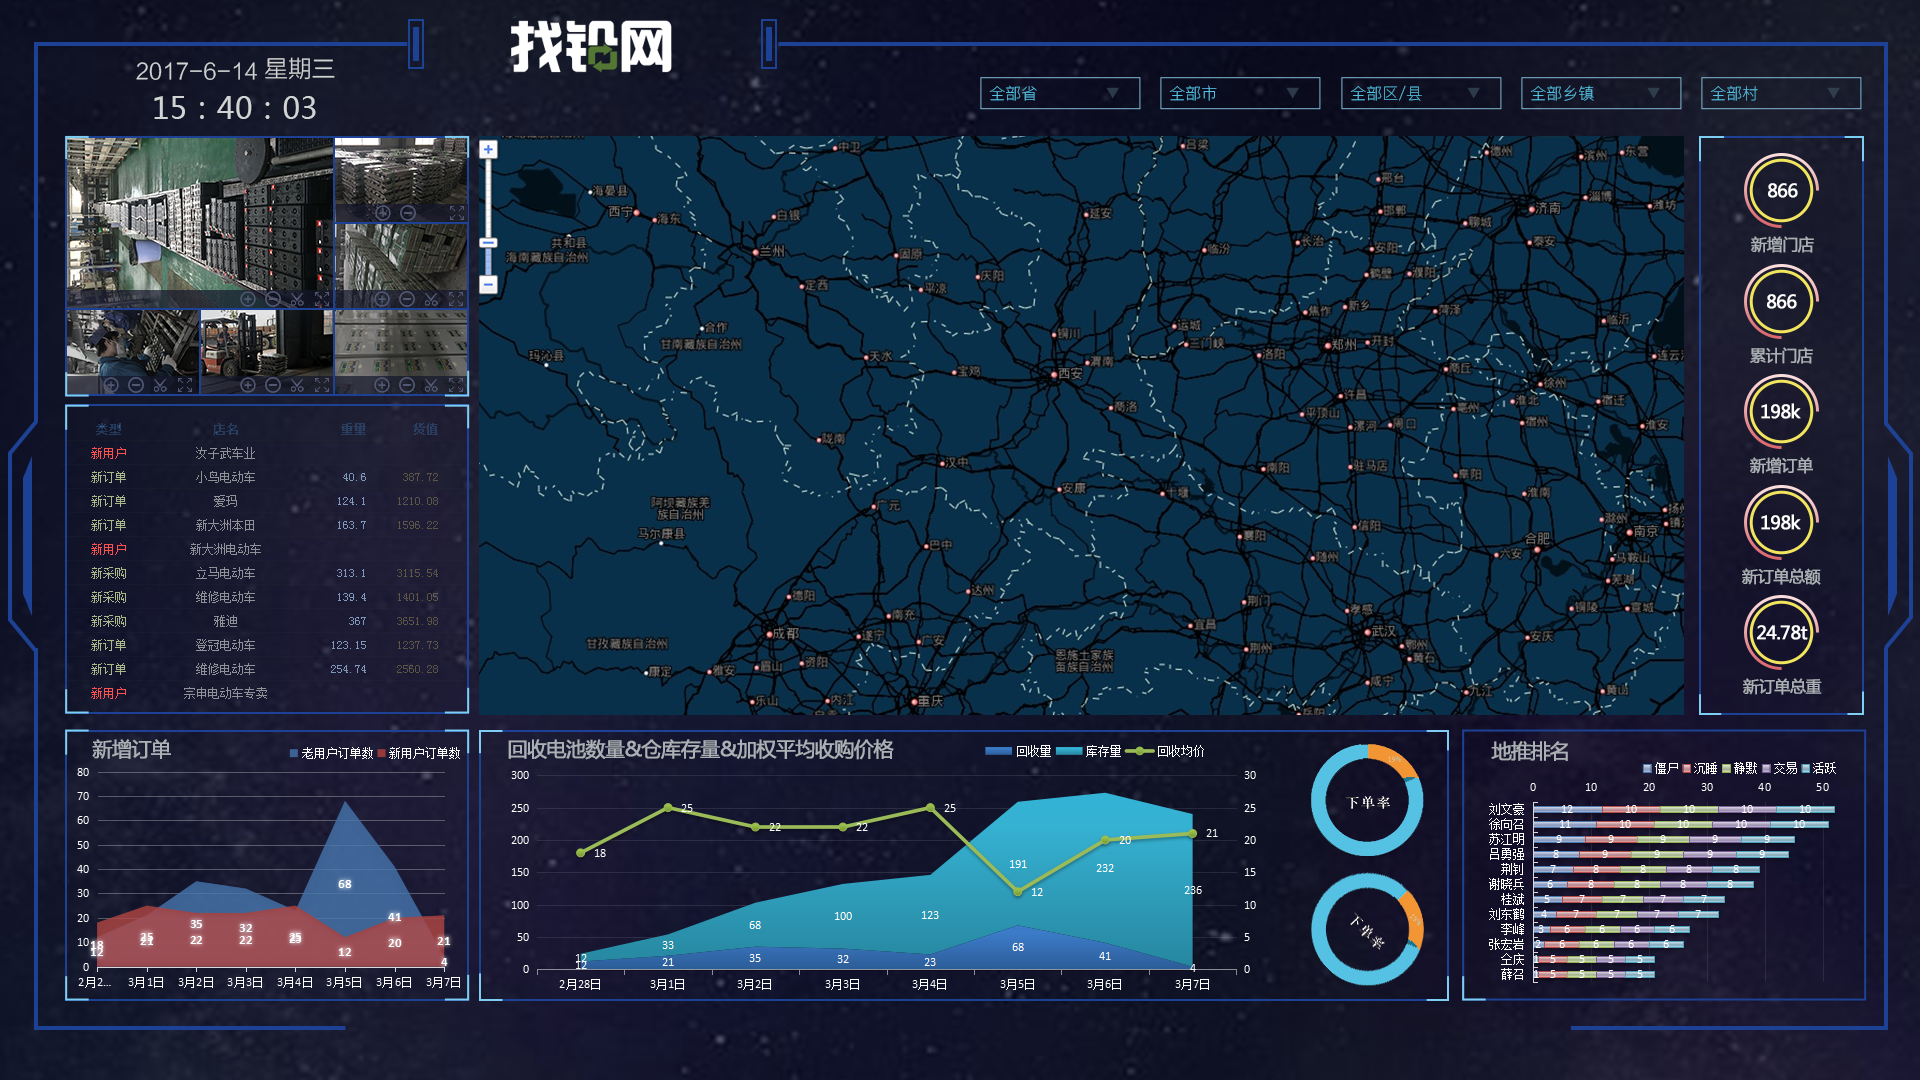 找铅网
2017-6-14 星期三
15 : 40 : 03
全部省
全部市
全部区/县
全部乡镇
全部村
类型 店名 重量 货值
新用户 汝子武车业
新订单 小鸟电动车 40.6 387.72
新订单 爱玛 124.1 1210.08
新订单 新大洲本田 163.7 1596.22
新用户 新大洲电动车
新采购 立马电动车 313.1 3115.54
新采购 维修电动车 139.4 1401.05
新采购 雅迪 367 3651.98
新订单 登冠电动车 123.15 1237.73
新订单 维修电动车 254.74 2560.28
新用户 宗申电动车专卖
中卫
吕梁
德州
滨州
东营
海晏县
西宁
海东
白银
延安
邢台
邯郸
聊城
济南
淄博
潍坊
共和县
海南藏族自治州
兰州
固原
庆阳
临汾
长治
安阳
泰安
定西
平凉
鹤壁
濮阳
合作
甘南藏族自治州
铜川
运城
三门峡
焦作
新乡
菏泽
临沂
玛沁县
天水
宝鸡
渭南
西安
洛阳
郑州
开封
商丘
徐州
连云
商洛
平顶山
许昌
亳州
淮北
宿迁
宿州
陇南
漯河
周口
淮安
汉中
南阳
驻马店
阜阳
安康
十堰
淮南
阿坝藏族羌
族自治州
马尔康县
广元
巴中
襄阳
随州
信阳
合肥
六安
滁州
扬
镇
南京
马鞍山
芜湖
德阳
南充
达州
荆门
孝感
铜陵
宣城
成都
遂宁
广安
宜昌
武汉
鄂州
黄石
安庆
甘孜藏族自治州
康定
雅安
眉山
资阳
恩施土家族
苗族自治州
荆州
咸宁
九江
黄山
乐山
内江
重庆
岳阳
866
新增门店
866
累计门店
198k
新增订单
198k
新订单总额
24.78t
新订单总重
新增订单
老用户订单数 新用户订单数
80
70
60
50
40
30
20
10
0
18 12
25 21
35 22
32 22
25 23
68 12
41 20
21 4
2月2... 3月1日 3月2日 3月3日 3月4日 3月5日 3月6日 3月7日
回收电池数量&仓库存量&加权平均收购价格
回收量 库存量 回收均价
300 30
250 25
200 20
150 15
100 10
50 5
0 0
18 25 22 22 25 12 20 21
12 33 68 100 123 191 232 236
12 21 35 32 23 68 41 4
2月28日 3月1日 3月2日 3月3日 3月4日 3月5日 3月6日 3月7日
下单率
下单率
地推排名
僵尸 沉睡 静默 交易 活跃
0 10 20 30 40 50
刘文豪 12 10 10 10 10
徐向召 11 10 10 10 10
苏江明 9 9 9 9 9
吕勇强 8 9 9 9 9
荆钊 7 8 8 8 8
谢晓兵 6 8 8 8 8
桂斌 5 7 7 7 7
刘东鹤 4 7 7 7 7
李峰 3 6 6 6 6
张宏岩 2 6 6 6 6
仝庆 1 5 5 5 5
薛召 1 5 5 5 5